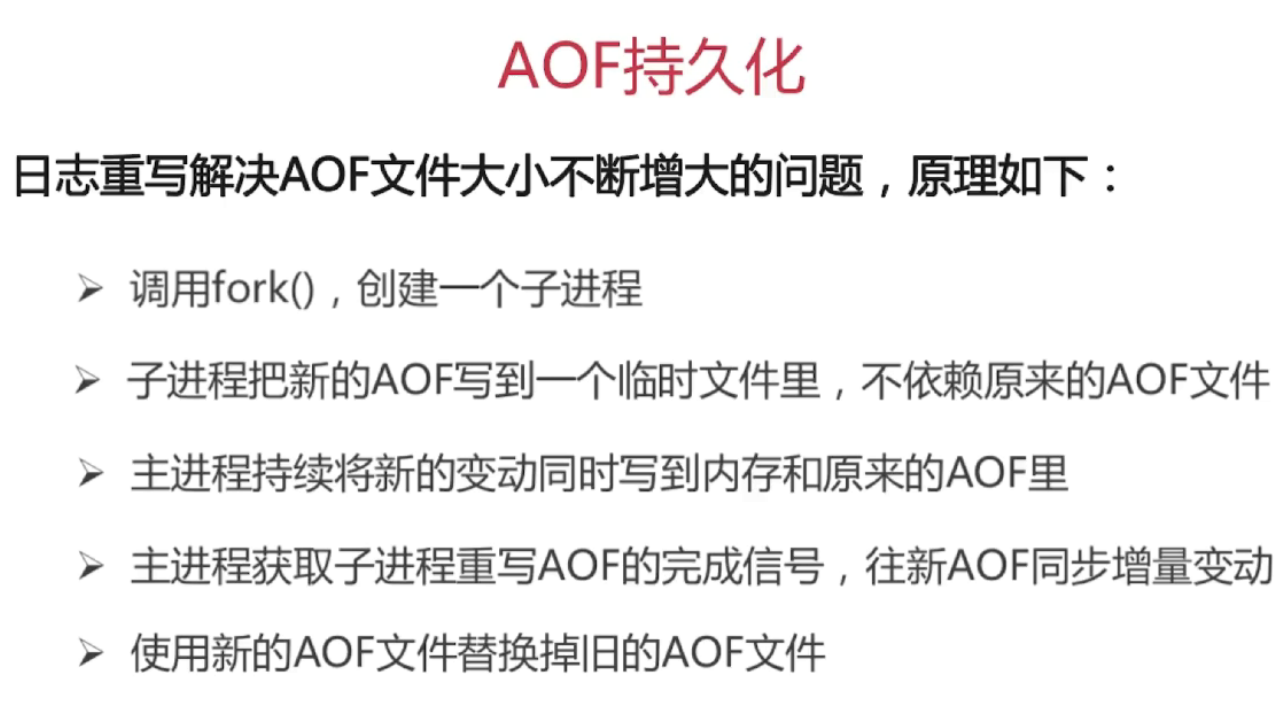 AOF持久化
日志重写解决AOF文件大小不断增大的问题，原理如下：
➢ 调用fork()，创建一个子进程
➢ 子进程把新的AOF写到一个临时文件里，不依赖原来的AOF文件
➢ 主进程持续将新的变动同时写到内存和原来的AOF里
➢ 主进程获取子进程重写AOF的完成信号，往新AOF同步增量变动
➢ 使用新的AOF文件替换掉旧的AOF文件